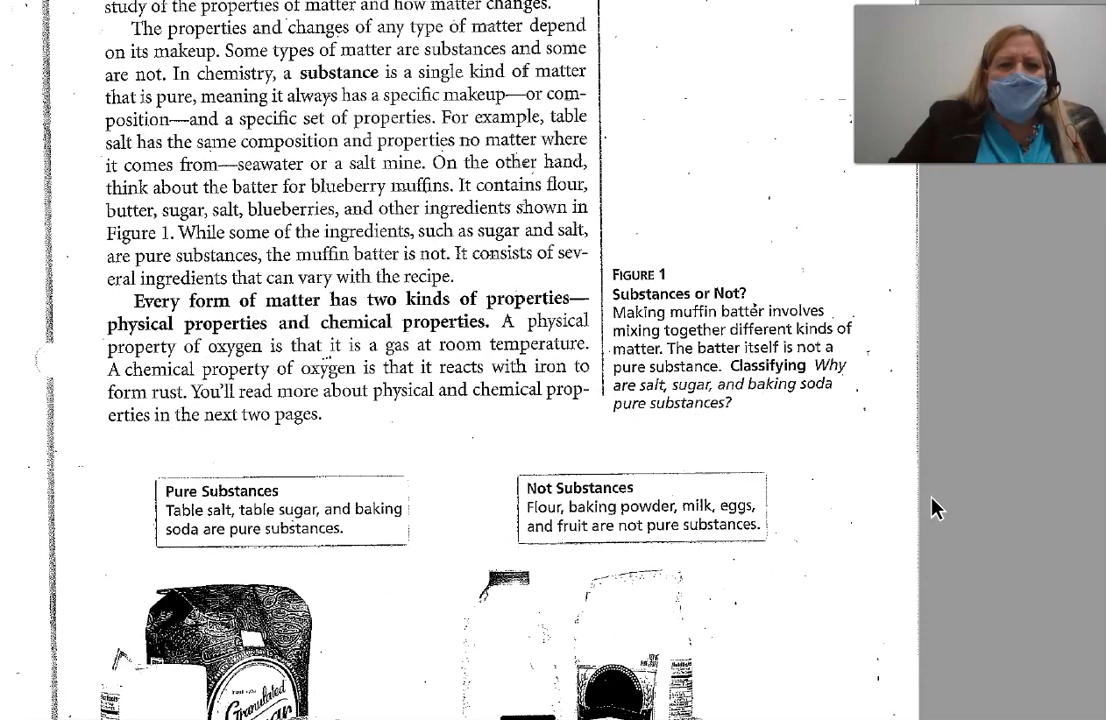 study of the properties of matter and how matter changes.
The properties and changes of any type of matter depend
on its makeup. Some types of matter are substances and some
are not. In chemistry, a substance is a single kind of matter
that is pure, meaning it always has a specific makeup—or com-
position—and a specific set of properties. For example, table
salt has the same composition and properties no matter where
it comes from—seawater or a salt mine. On the other hand,
think about the batter for blueberry muffins. It contains flour,
butter, sugar, salt, blueberries, and other ingredients shown in
Figure 1. While some of the ingredients, such as sugar and salt,
are pure substances, the muffin batter is not. It consists of sev-
eral ingredients that can vary with the recipe.
Every form of matter has two kinds of properties—
physical properties and chemical properties. A physical
property of oxygen is that it is a gas at room temperature.
A chemical property of oxygen is that it reacts with iron to
form rust. You'll read more about physical and chemical prop-
erties in the next two pages.
FIGURE 1
Substances or Not?
Making muffin batter involves
mixing together different kinds of
matter. The batter itself is not a
pure substance. Classifying Why
are salt, sugar, and baking soda
pure substances?
Pure Substances
Table salt, table sugar, and baking
soda are pure substances.
Not Substances
Flour, baking powder, milk, eggs,
and fruit are not pure substances.
Granulated